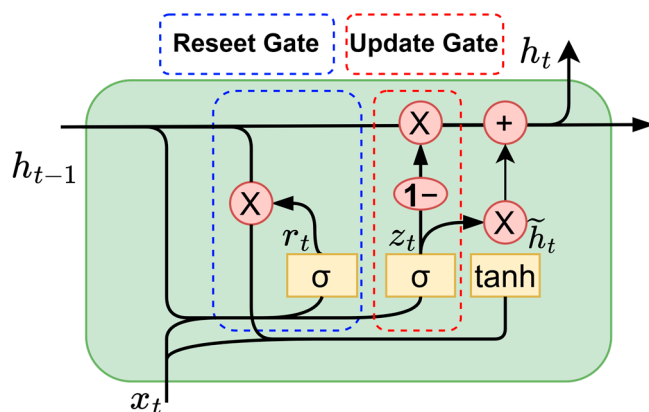 Reseet Gate
Update Gate
h_t
X
+
h_{t-1}
X
1−
X
r_t
z_t
h̃_t
σ
σ
tanh
x_t